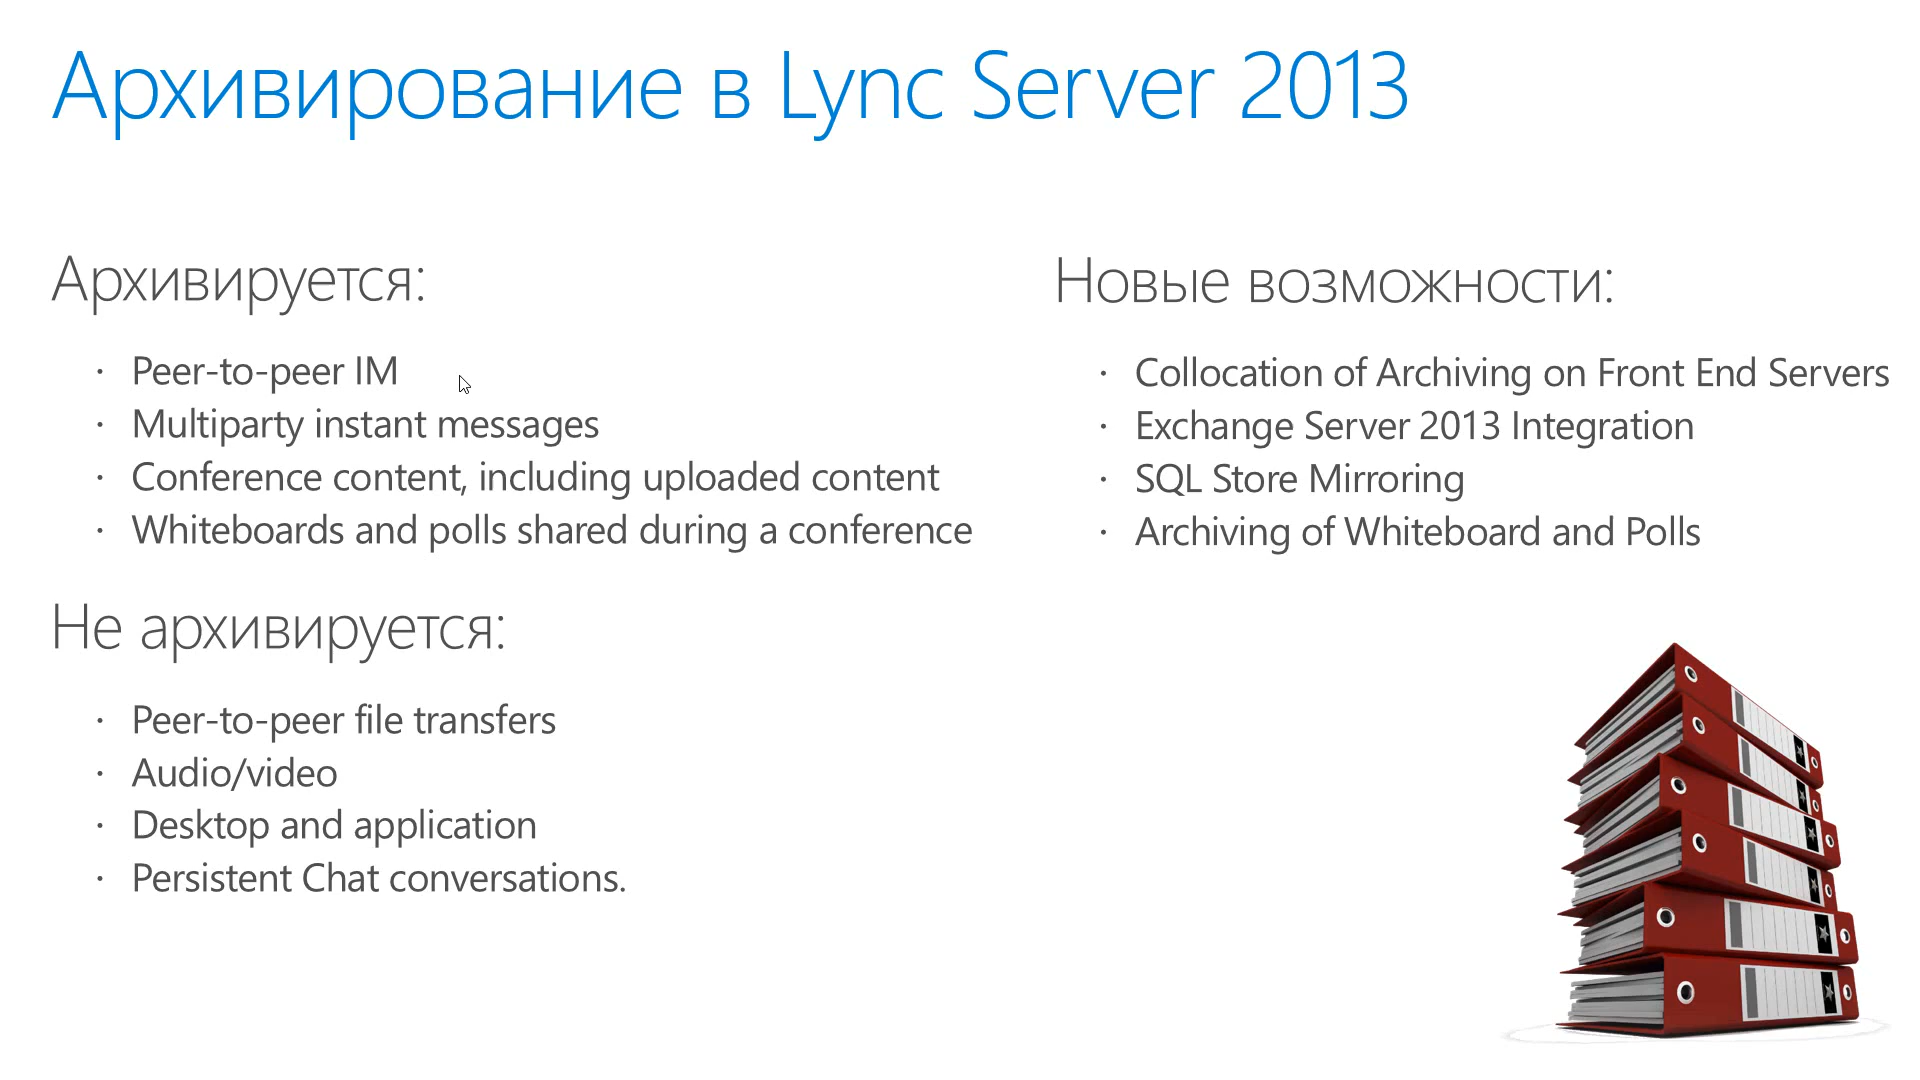 Архивирование в Lync Server 2013
Архивируется:
· Peer-to-peer IM
· Multiparty instant messages
· Conference content, including uploaded content
· Whiteboards and polls shared during a conference
Не архивируется:
· Peer-to-peer file transfers
· Audio/video
· Desktop and application
· Persistent Chat conversations.
Новые возможности:
· Collocation of Archiving on Front End Servers
· Exchange Server 2013 Integration
· SQL Store Mirroring
· Archiving of Whiteboard and Polls